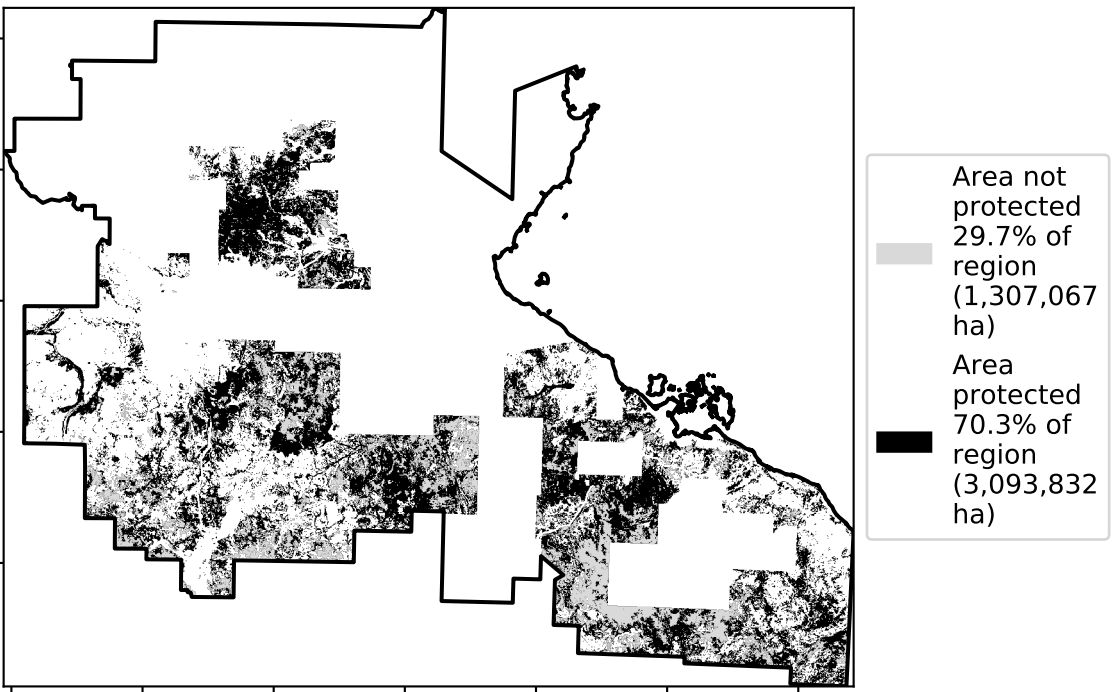 Area not
protected
29.7% of
region
(1,307,067
ha)
Area
protected
70.3% of
region
(3,093,832
ha)